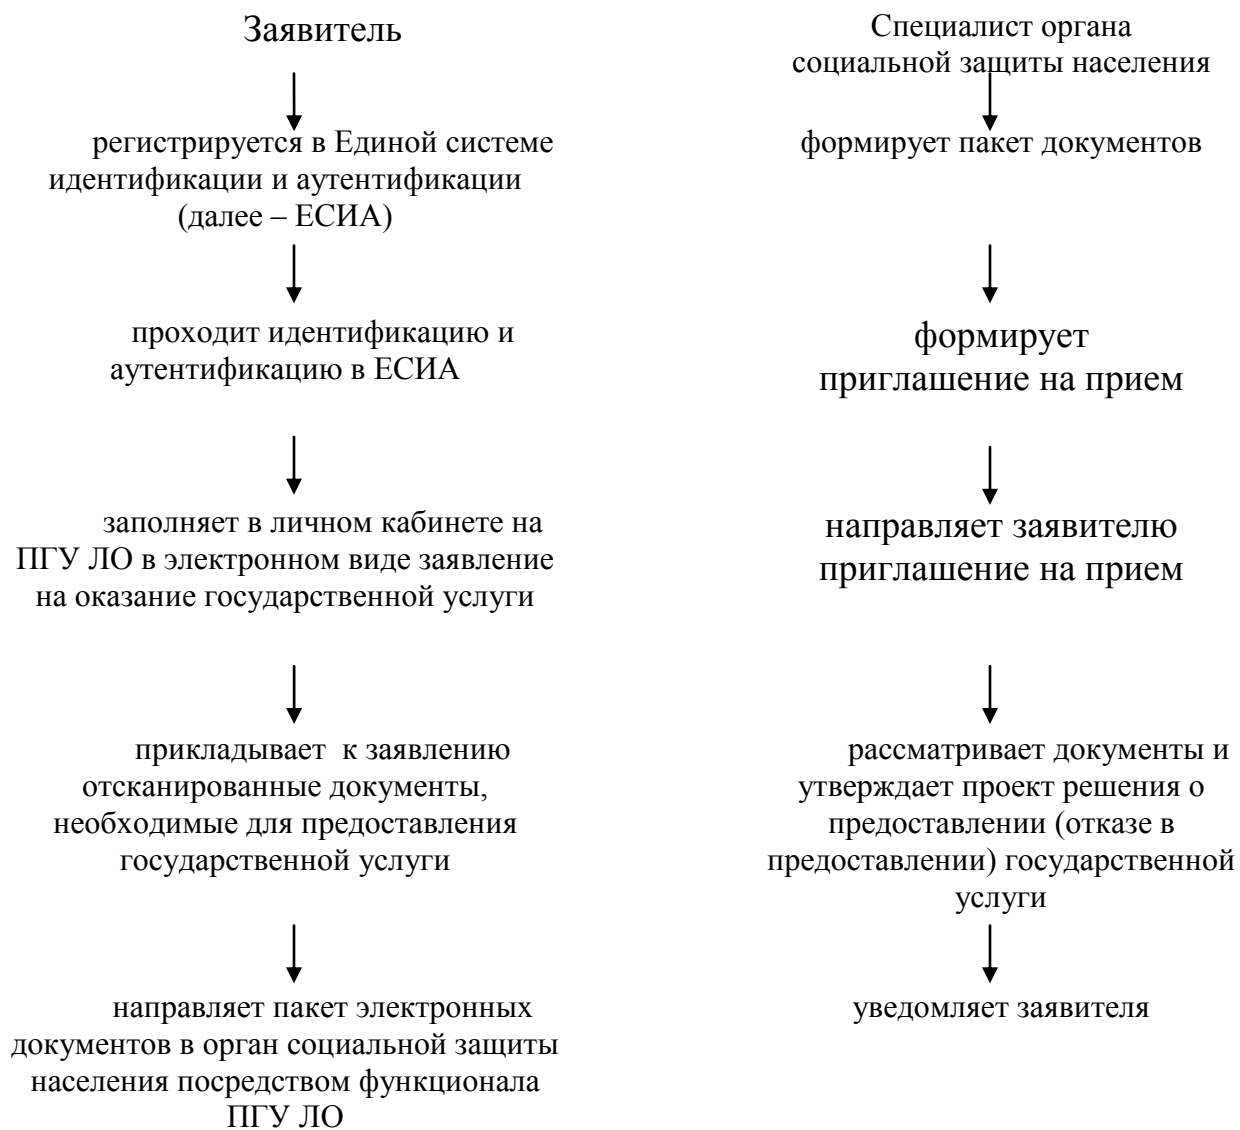 Заявитель
регистрируется в Единой системе
идентификации и аутентификации
(далее – ЕСИА)
проходит идентификацию и
аутентификацию в ЕСИА
заполняет в личном кабинете на
ПГУ ЛО в электронном виде заявление
на оказание государственной услуги
прикладывает к заявлению
отсканированные документы,
необходимые для предоставления
государственной услуги
направляет пакет электронных
документов в орган социальной защиты
населения посредством функционала
ПГУ ЛО
Специалист органа
социальной защиты населения
формирует пакет документов
формирует
приглашение на прием
направляет заявителю
приглашение на прием
рассматривает документы и
утверждает проект решения о
предоставлении (отказе в
предоставлении) государственной
услуги
уведомляет заявителя